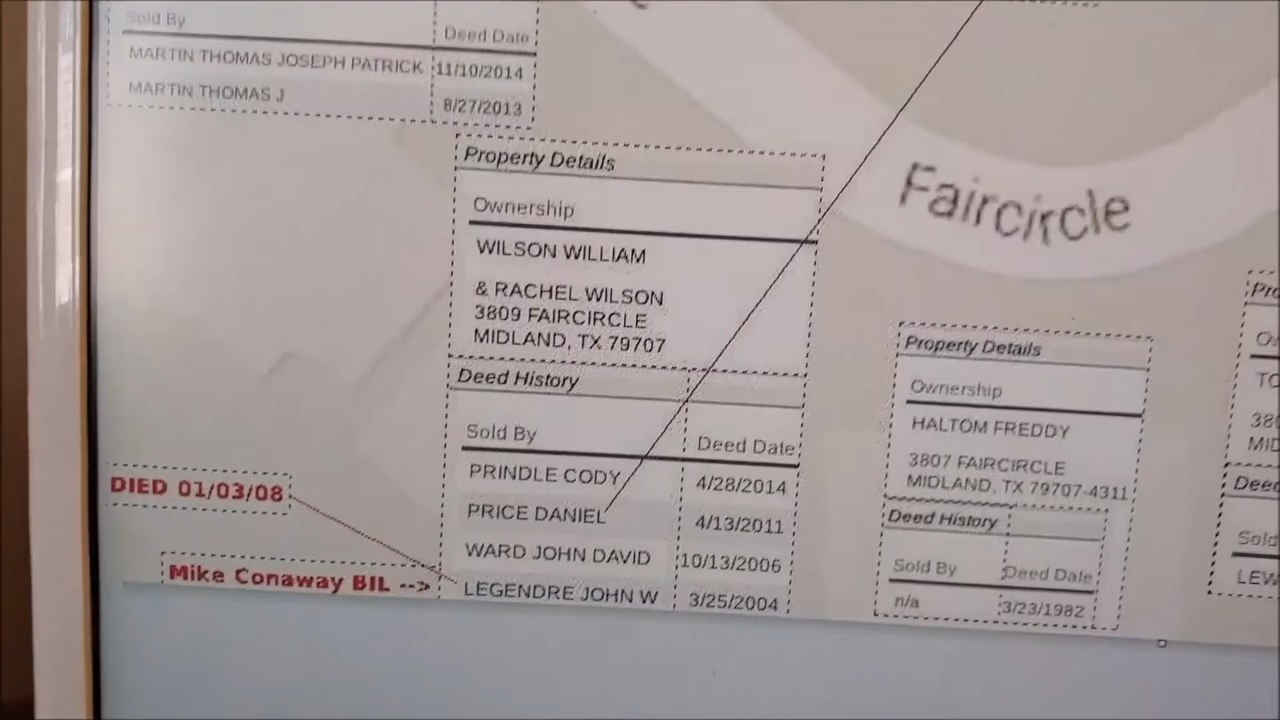 Sold By
Deed Date
MARTIN THOMAS JOSEPH PATRICK 11/10/2014
MARTIN THOMAS J 8/27/2013
Property Details
Ownership
WILSON WILLIAM
& RACHEL WILSON
3809 FAIRCIRCLE
MIDLAND, TX 79707
Deed History
Sold By Deed Date
PRINDLE CODY 4/28/2014
PRICE DANIEL 4/13/2011
WARD JOHN DAVID 10/13/2006
LEGENDRE JOHN W 3/25/2004
DIED 01/03/08
Mike Conaway BIL -->
Faircircle
Property Details
Ownership
HALTOM FREDDY
3807 FAIRCIRCLE
MIDLAND, TX 79707-4311
Deed History
Sold By Deed Date
n/a 3/23/1982
Deed
Sold
LEW